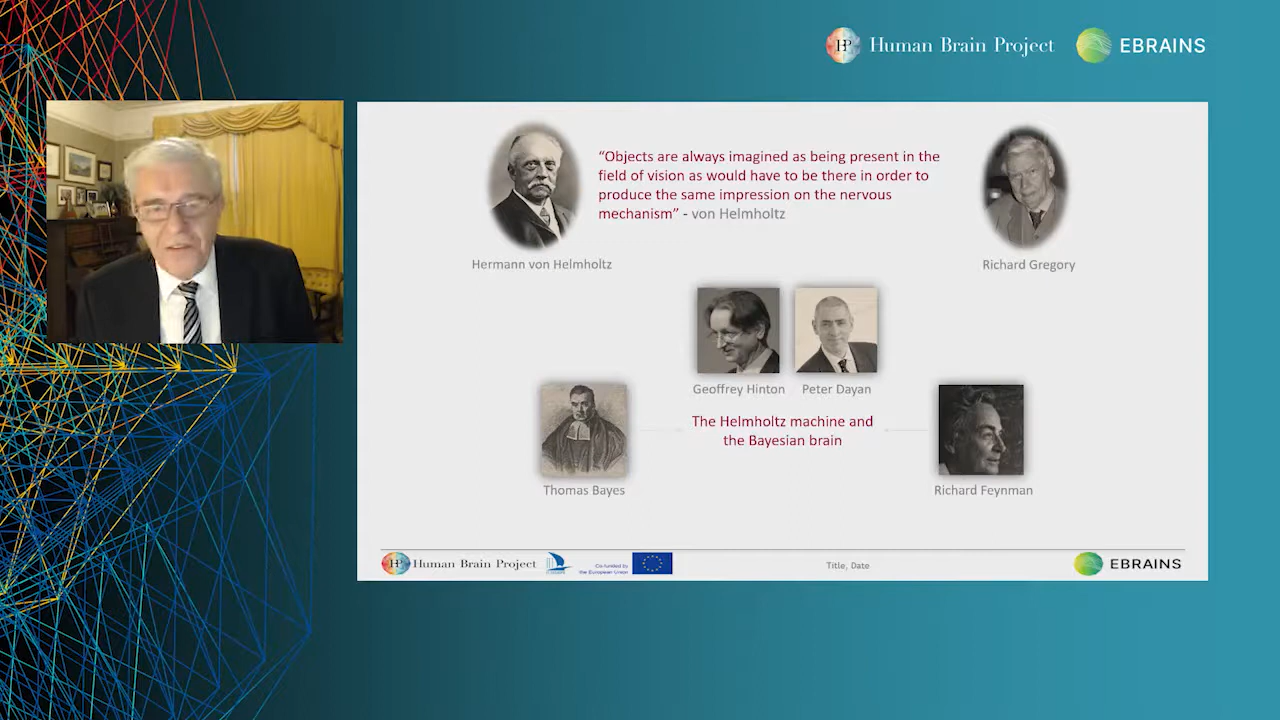 Human Brain Project
EBRAINS
“Objects are always imagined as being present in the
field of vision as would have to be there in order to
produce the same impression on the nervous
mechanism” - von Helmholtz
Hermann von Helmholtz
Richard Gregory
Geoffrey Hinton
Peter Dayan
The Helmholtz machine and
the Bayesian brain
Thomas Bayes
Richard Feynman
Human Brain Project
Co-funded by
the European Union
Title, Date
EBRAINS